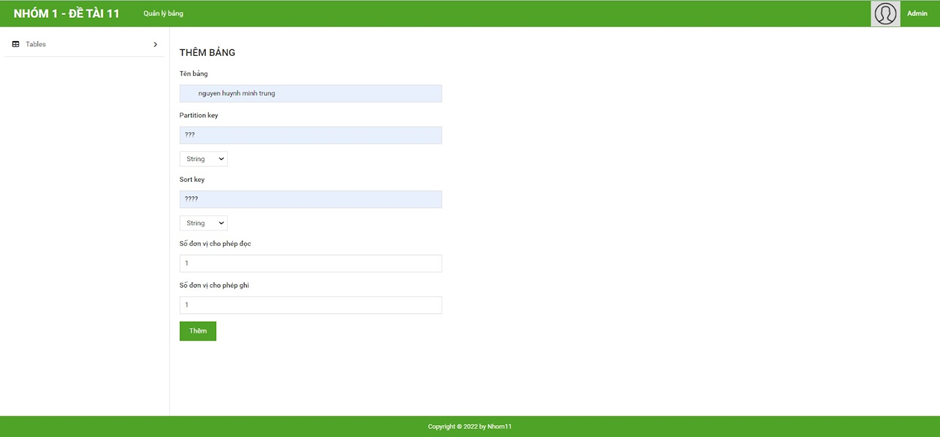 NHÓM 1 - ĐỀ TÀI 11
Quản lý bảng
Admin
Tables
THÊM BẢNG
Tên bảng
nguyen huynh minh trung
Partition key
???
String
Sort key
????
String
Số đơn vị cho phép đọc
1
Số đơn vị cho phép ghi
1
Thêm
Copyright © 2022 by Nhom11